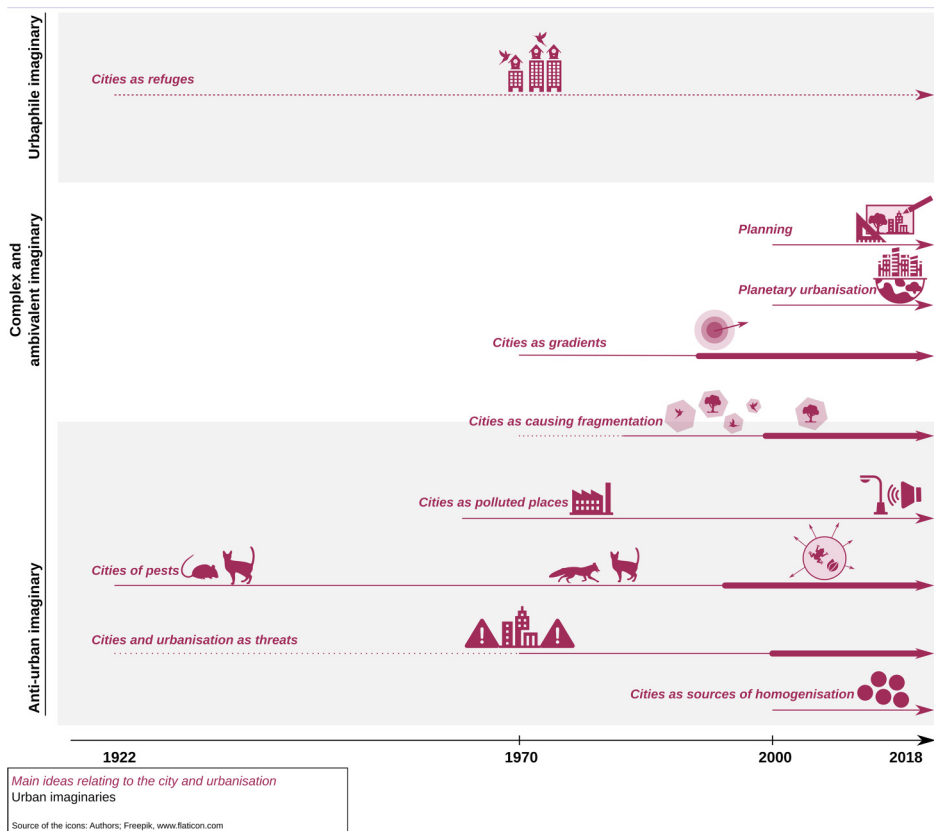 Urbaphile imaginary
Cities as refuges
Complex and
ambivalent imaginary
Planning
Planetary urbanisation
Cities as gradients
Cities as causing fragmentation
Anti-urban imaginary
Cities as polluted places
Cities of pests
Cities and urbanisation as threats
Cities as sources of homogenisation
1922
1970
2000
2018
Main ideas relating to the city and urbanisation
Urban imaginaries
Source of the icons: Authors; Freepik, www.flaticon.com